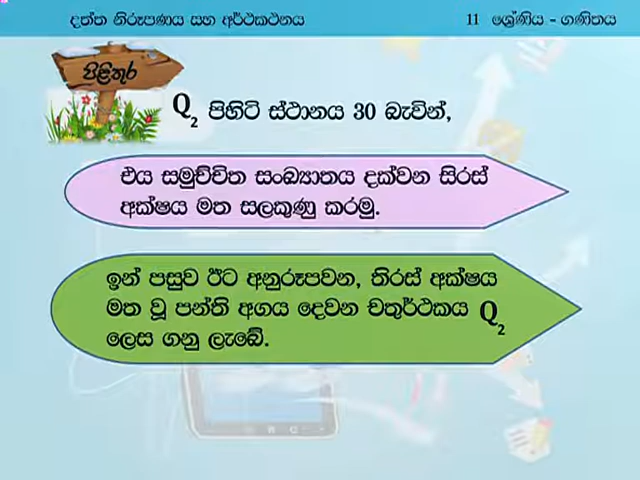 දත්ත නිරූපණය සහ අර්ථකථනය
11 ශ්‍රේණිය - ගණිතය
පිළිතුර
Q2 පිහිටි ස්ථානය 30 බැවින්,
එය සමුච්චිත සංඛ්‍යාතය දක්වන සිරස්
අක්ෂය මත සලකුණු කරමු.
ඉන් පසුව ඊට අනුරූපවන, තිරස් අක්ෂය
මත වූ පන්ති අගය දෙවන චතුර්ථකය Q2
ලෙස ගනු ලැබේ.